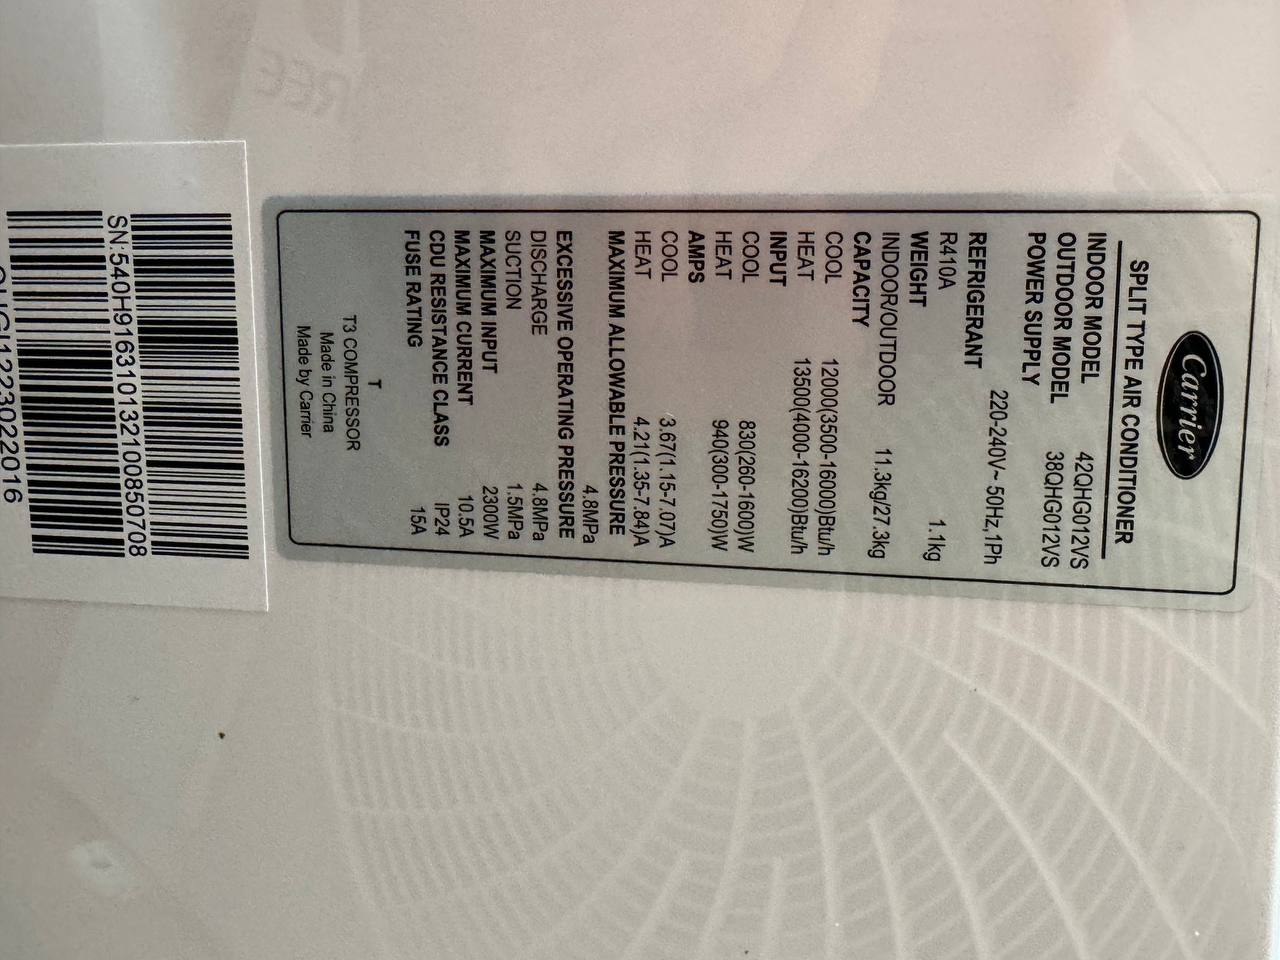 Carrier
SPLIT TYPE AIR CONDITIONER
INDOOR MODEL 42QHG012VS
OUTDOOR MODEL 38QHG012VS
POWER SUPPLY
220-240V~ 50Hz,1Ph
REFRIGERANT
R410A 1.1kg
WEIGHT
INDOOR/OUTDOOR 11.3kg/27.3kg
CAPACITY
COOL 12000(3500-16000)Btu/h
HEAT 13500(4000-16200)Btu/h
INPUT
COOL 830(260-1600)W
HEAT 940(300-1750)W
AMPS
COOL 3.67(1.15-7.07)A
HEAT 4.21(1.35-7.84)A
MAXIMUM ALLOWABLE PRESSURE
4.8MPa
EXCESSIVE OPERATING PRESSURE
DISCHARGE 4.8MPa
SUCTION 1.5MPa
MAXIMUM INPUT 2300W
MAXIMUM CURRENT 10.5A
CDU RESISTANCE CLASS IP24
FUSE RATING 15A
T
T3 COMPRESSOR
Made in China
Made by Carrier
SN:540H916310132100850708